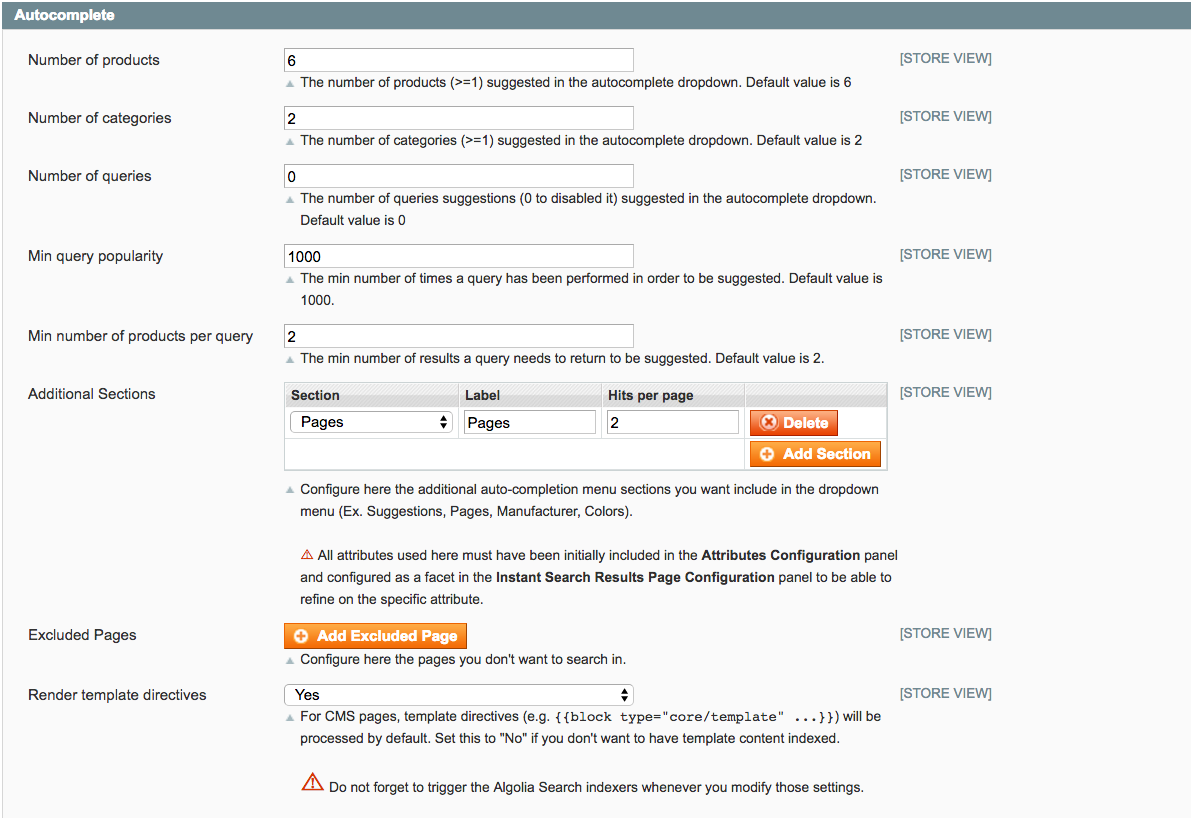 Autocomplete
Number of products 6 [STORE VIEW]
The number of products (>=1) suggested in the autocomplete dropdown. Default value is 6
Number of categories 2 [STORE VIEW]
The number of categories (>=1) suggested in the autocomplete dropdown. Default value is 2
Number of queries 0 [STORE VIEW]
The number of queries suggestions (0 to disabled it) suggested in the autocomplete dropdown.
Default value is 0
Min query popularity 1000 [STORE VIEW]
The min number of times a query has been performed in order to be suggested. Default value is
1000.
Min number of products per query 2 [STORE VIEW]
The min number of results a query needs to return to be suggested. Default value is 2.
Additional Sections Section Label Hits per page [STORE VIEW]
Pages Pages 2 Delete
Add Section
Configure here the additional auto-completion menu sections you want include in the dropdown
menu (Ex. Suggestions, Pages, Manufacturer, Colors).
All attributes used here must have been initially included in the Attributes Configuration panel
and configured as a facet in the Instant Search Results Page Configuration panel to be able to
refine on the specific attribute.
Excluded Pages Add Excluded Page [STORE VIEW]
Configure here the pages you don't want to search in.
Render template directives Yes [STORE VIEW]
For CMS pages, template directives (e.g. {{block type="core/template" ...}}) will be
processed by default. Set this to "No" if you don't want to have template content indexed.
Do not forget to trigger the Algolia Search indexers whenever you modify those settings.